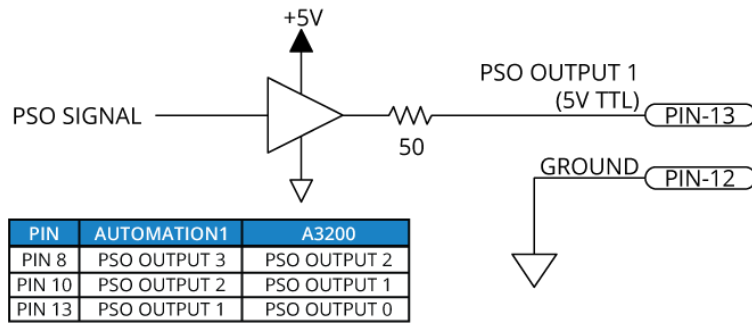 +5V
PSO SIGNAL
50
PSO OUTPUT 1
(5V TTL)
PIN-13
GROUND
PIN-12
PIN AUTOMATION1 A3200
PIN 8 PSO OUTPUT 3 PSO OUTPUT 2
PIN 10 PSO OUTPUT 2 PSO OUTPUT 1
PIN 13 PSO OUTPUT 1 PSO OUTPUT 0